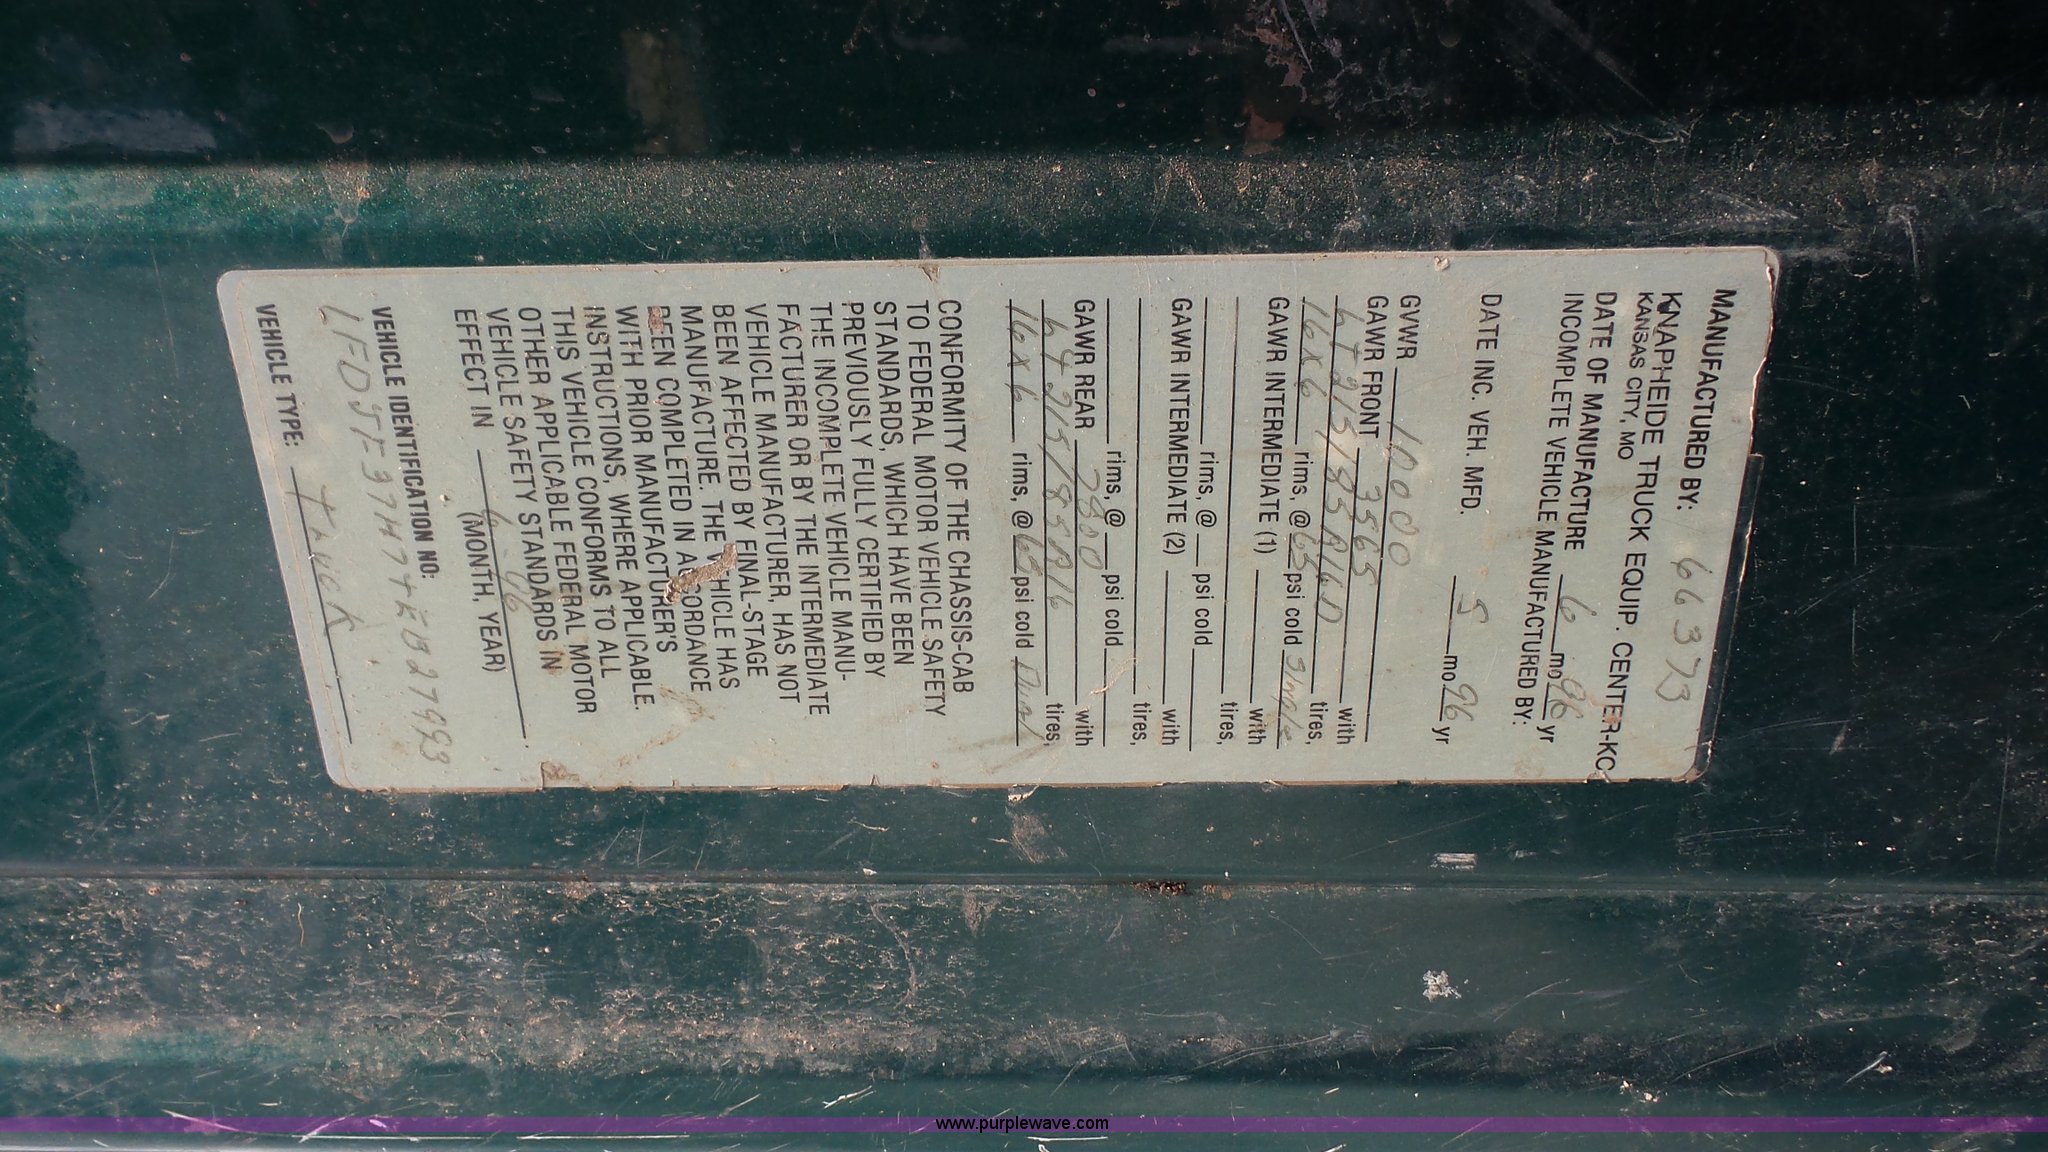 MANUFACTURED BY: 66373
KNAPHEIDE TRUCK EQUIP. CENTER-KC
KANSAS CITY, MO
DATE OF MANUFACTURE 6 mo 96 yr
INCOMPLETE VEHICLE MANUFACTURED BY:
DATE INC. VEH. MFD. 5 mo 96 yr
GVWR 10000
GAWR FRONT 3565 with
LT 215/85R16D tires,
16x6 rims, @ 65 psi cold Single
GAWR INTERMEDIATE (1) with
tires,
rims, @ psi cold
GAWR INTERMEDIATE (2) with
tires,
rims, @ psi cold
GAWR REAR 7800 with
LT 215/85R16 tires,
16x6 rims, @ 65 psi cold Dual
CONFORMITY OF THE CHASSIS-CAB
TO FEDERAL MOTOR VEHICLE SAFETY
STANDARDS, WHICH HAVE BEEN
PREVIOUSLY FULLY CERTIFIED BY
THE INCOMPLETE VEHICLE MANU-
FACTURER OR BY THE INTERMEDIATE
VEHICLE MANUFACTURER, HAS NOT
BEEN AFFECTED BY FINAL-STAGE
MANUFACTURE. THE VEHICLE HAS
BEEN COMPLETED IN ACCORDANCE
WITH PRIOR MANUFACTURER'S
INSTRUCTIONS, WHERE APPLICABLE.
THIS VEHICLE CONFORMS TO ALL
OTHER APPLICABLE FEDERAL MOTOR
VEHICLE SAFETY STANDARDS IN
EFFECT IN 6-96.
(MONTH, YEAR)
VEHICLE IDENTIFICATION NO:
VEHICLE TYPE: Truck
www.purplewave.com